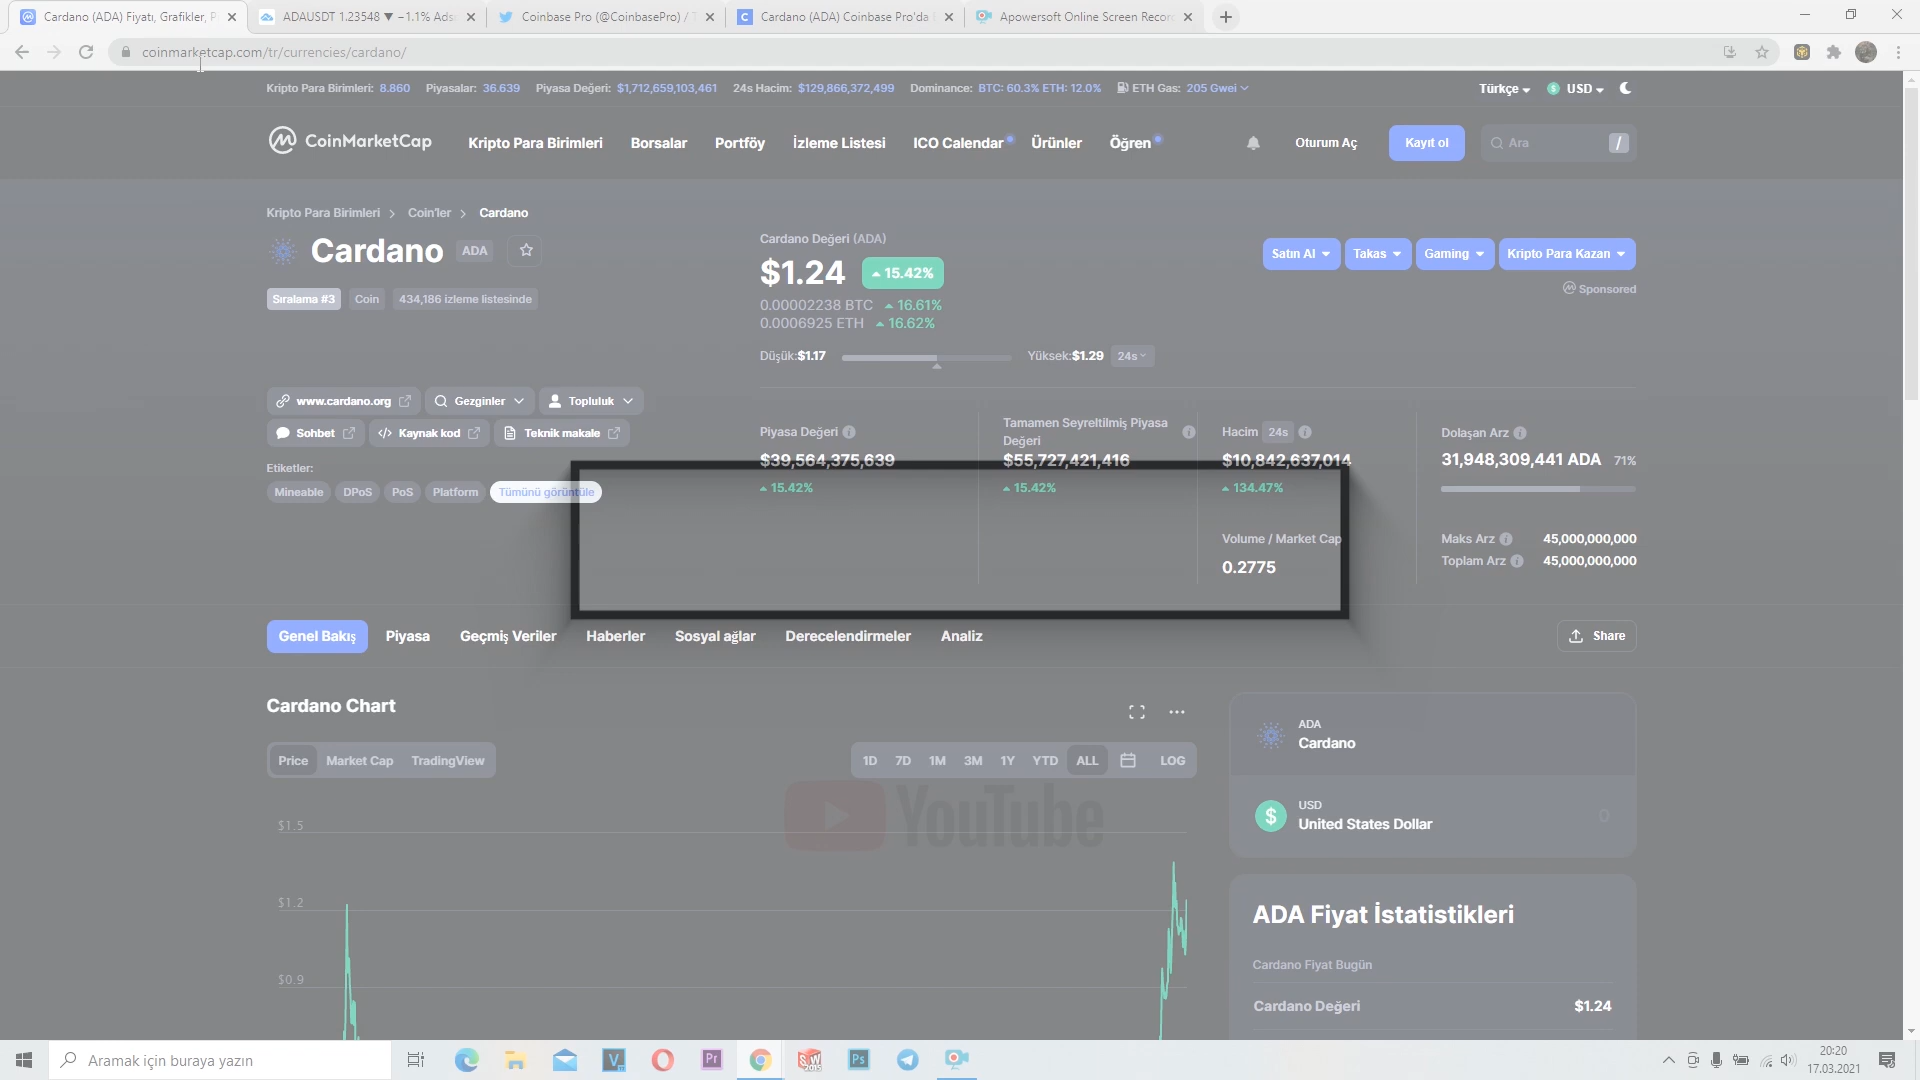 Cardano (ADA) Fiyatı, Grafikler, P
ADAUSDT 1.23548 ▼ −1.1% Ads
Coinbase Pro (@CoinbasePro) / T
Cardano (ADA) Coinbase Pro'da
Apowersoft Online Screen Recor
coinmarketcap.com/tr/currencies/cardano/
Kripto Para Birimleri: 8.860 Piyasalar: 36.639 Piyasa Değeri: $1,712,659,103,461 24s Hacim: $129,866,372,499 Dominance: BTC: 60.3% ETH: 12.0% ETH Gas: 205 Gwei
Türkçe
USD
CoinMarketCap
Kripto Para Birimleri Borsalar Portföy İzleme Listesi ICO Calendar Ürünler Öğren
Oturum Aç
Kayıt ol
Ara /
Kripto Para Birimleri > Coin'ler > Cardano
Cardano ADA
Sıralama #3 Coin 434,186 izleme listesinde
Cardano Değeri (ADA)
$1.24 15.42%
0.00002238 BTC 16.61%
0.0006925 ETH 16.62%
Düşük:$1.17 Yüksek:$1.29 24s
Satın Al Takas Gaming Kripto Para Kazan
Sponsored
www.cardano.org Gezginler Topluluk
Sohbet Kaynak kod Teknik makale
Etiketler:
Mineable DPoS PoS Platform Tümünü görüntüle
Piyasa Değeri
$39,564,375,639
15.42%
Tamamen Seyreltilmiş Piyasa
Değeri
$55,727,421,416
15.42%
Hacim 24s
$10,842,637,014
134.47%
Volume / Market Cap
0.2775
Dolaşan Arz
31,948,309,441 ADA 71%
Maks Arz 45,000,000,000
Toplam Arz 45,000,000,000
Genel Bakış Piyasa Geçmiş Veriler Haberler Sosyal ağlar Derecelendirmeler Analiz
Share
Cardano Chart
Price Market Cap TradingView
1D 7D 1M 3M 1Y YTD ALL LOG
$1.5
$1.2
$0.9
YouTube
ADA
Cardano
USD
United States Dollar
0
ADA Fiyat İstatistikleri
Cardano Fiyat Bugün
Cardano Değeri $1.24
Aramak için buraya yazın
V
Pr
SW
2015
Ps
20:20
17.03.2021